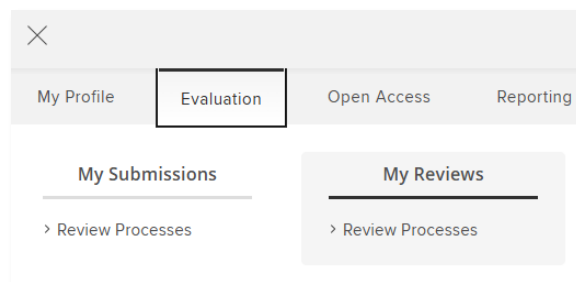 My Profile Evaluation Open Access Reporting
My Submissions My Reviews
> Review Processes > Review Processes